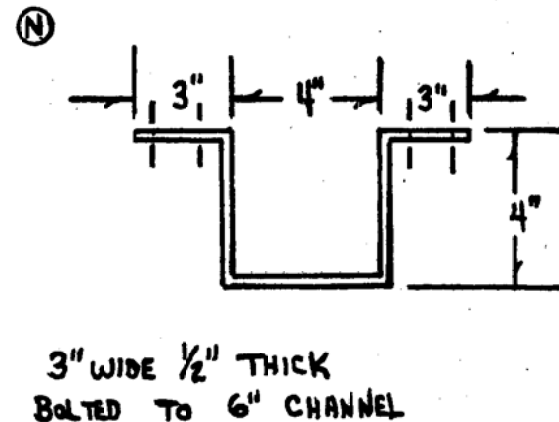 N
3" 4" 3"
4"
3" WIDE 1/2" THICK
BOLTED TO 6" CHANNEL